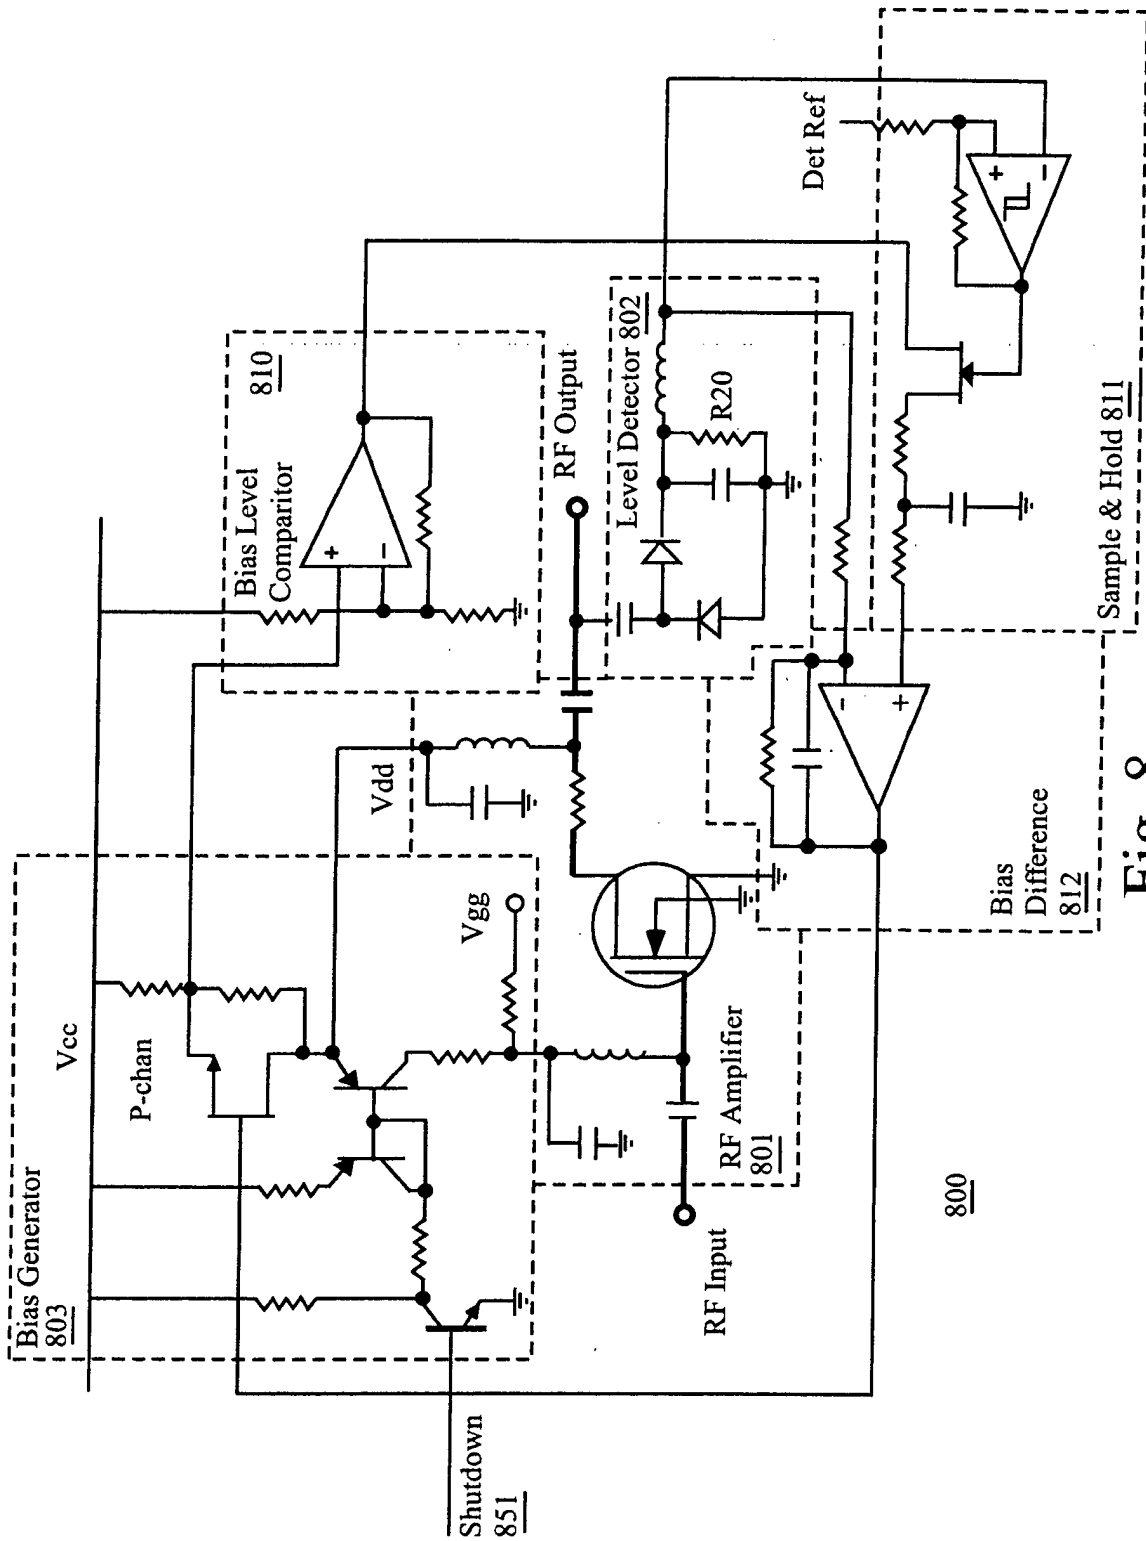 Bias Generator
803
Vcc
P-chan
Shutdown
851
Vgg
Vdd
Bias Level
Comparitor
810
+
−
RF Output
RF Input
RF Amplifier
801
Level Detector 802
R20
Det Ref
+
−
Sample & Hold 811
−
+
Bias
Difference
812
800
Fig. 8